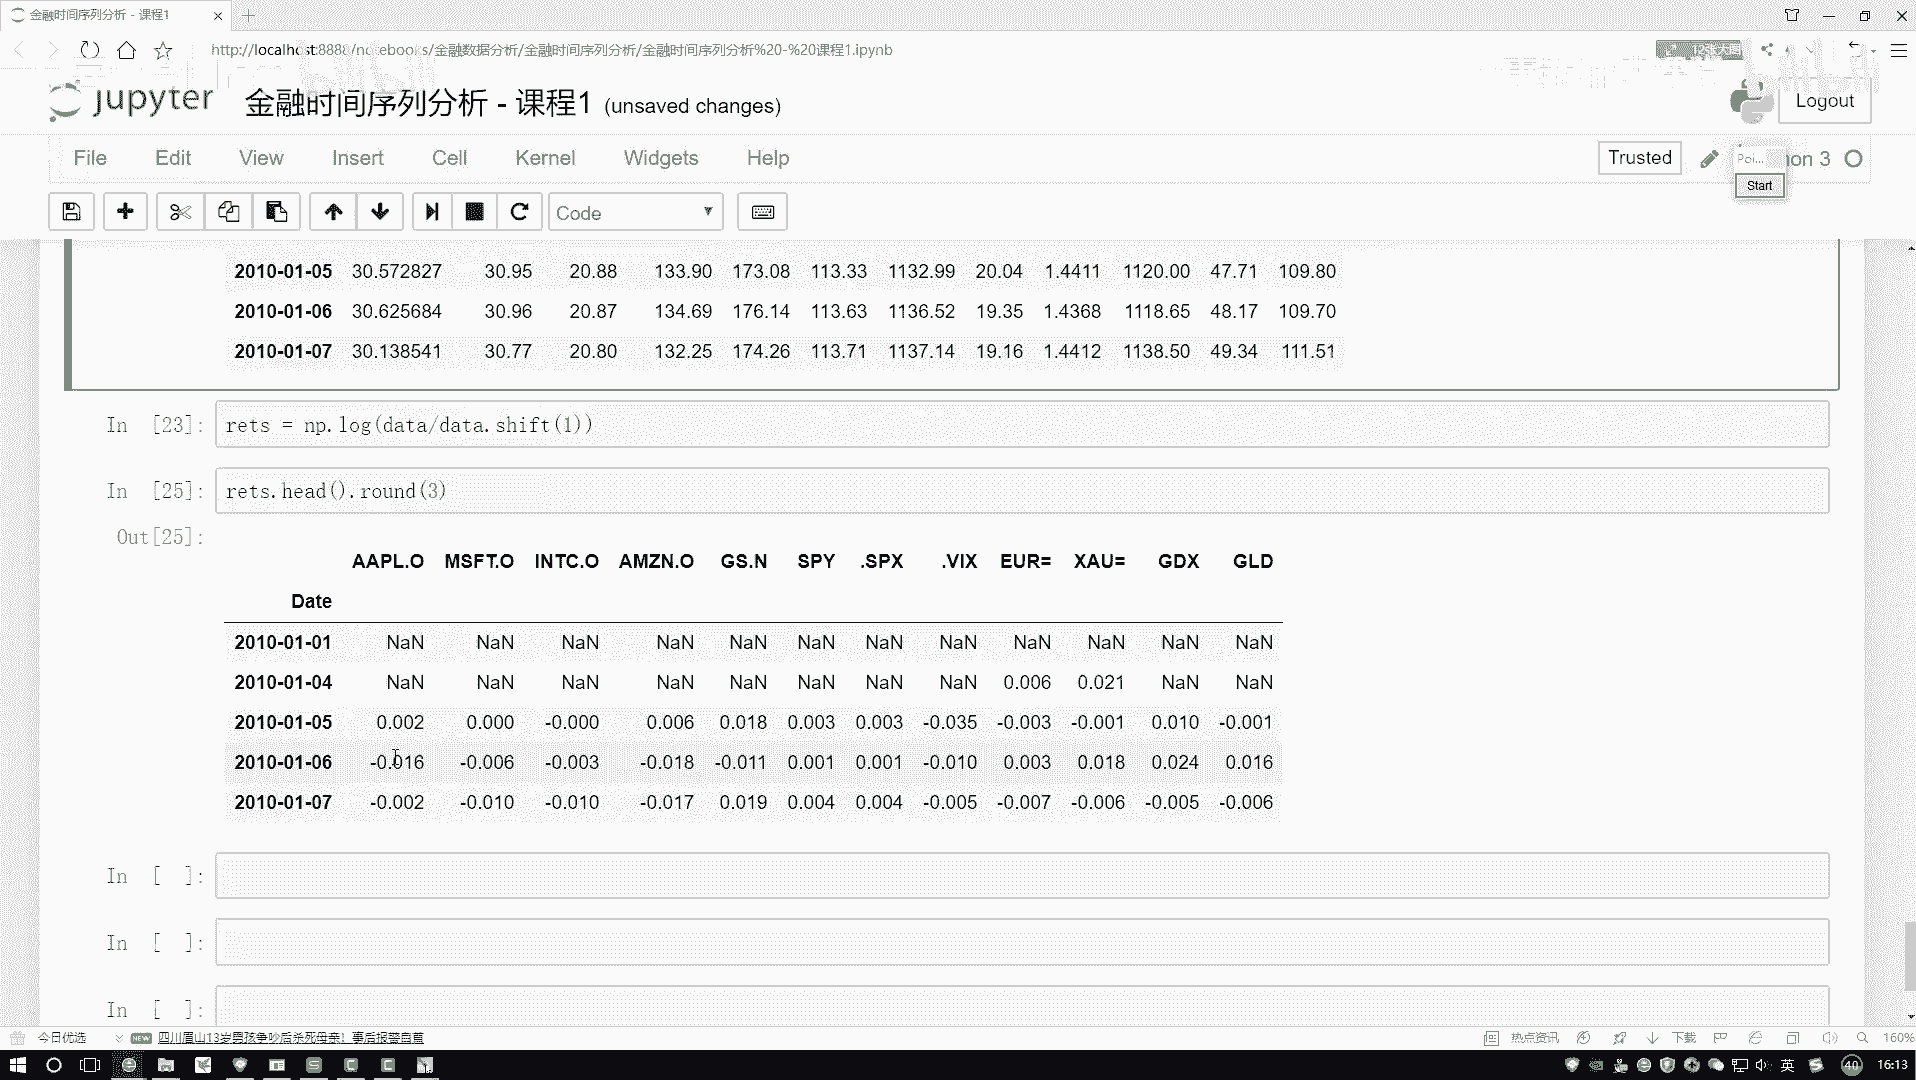 金融时间序列分析 - 课程1
http://localhost:8888/notebooks/金融数据分析/金融时间序列分析/金融时间序列分析%20-%20课程1.ipynb
jupyter 金融时间序列分析 - 课程1 (unsaved changes)
Logout
File Edit View Insert Cell Kernel Widgets Help
Trusted
Poi...
on 3
Start
Code
2010-01-05 30.572827 30.95 20.88 133.90 173.08 113.33 1132.99 20.04 1.4411 1120.00 47.71 109.80
2010-01-06 30.625684 30.96 20.87 134.69 176.14 113.63 1136.52 19.35 1.4368 1118.65 48.17 109.70
2010-01-07 30.138541 30.77 20.80 132.25 174.26 113.71 1137.14 19.16 1.4412 1138.50 49.34 111.51
In [23]: rets = np.log(data/data.shift(1))
In [25]: rets.head().round(3)
Out[25]:
AAPL.O MSFT.O INTC.O AMZN.O GS.N SPY .SPX .VIX EUR= XAU= GDX GLD
Date
2010-01-01 NaN NaN NaN NaN NaN NaN NaN NaN NaN NaN NaN NaN
2010-01-04 NaN NaN NaN NaN NaN NaN NaN NaN 0.006 0.021 NaN NaN
2010-01-05 0.002 0.000 -0.000 0.006 0.018 0.003 0.003 -0.035 -0.003 -0.001 0.010 -0.001
2010-01-06 -0.016 -0.006 -0.003 -0.018 -0.011 0.001 0.001 -0.010 0.003 0.018 0.024 0.016
2010-01-07 -0.002 -0.010 -0.010 -0.017 0.019 0.004 0.004 -0.005 -0.007 -0.006 -0.005 -0.006
In [ ]:
In [ ]:
In [ ]:
今日优选 NEW 四川眉山13岁男孩争吵后杀死母亲！事后报警自首
热点资讯 下载 160%
英 40 16:13